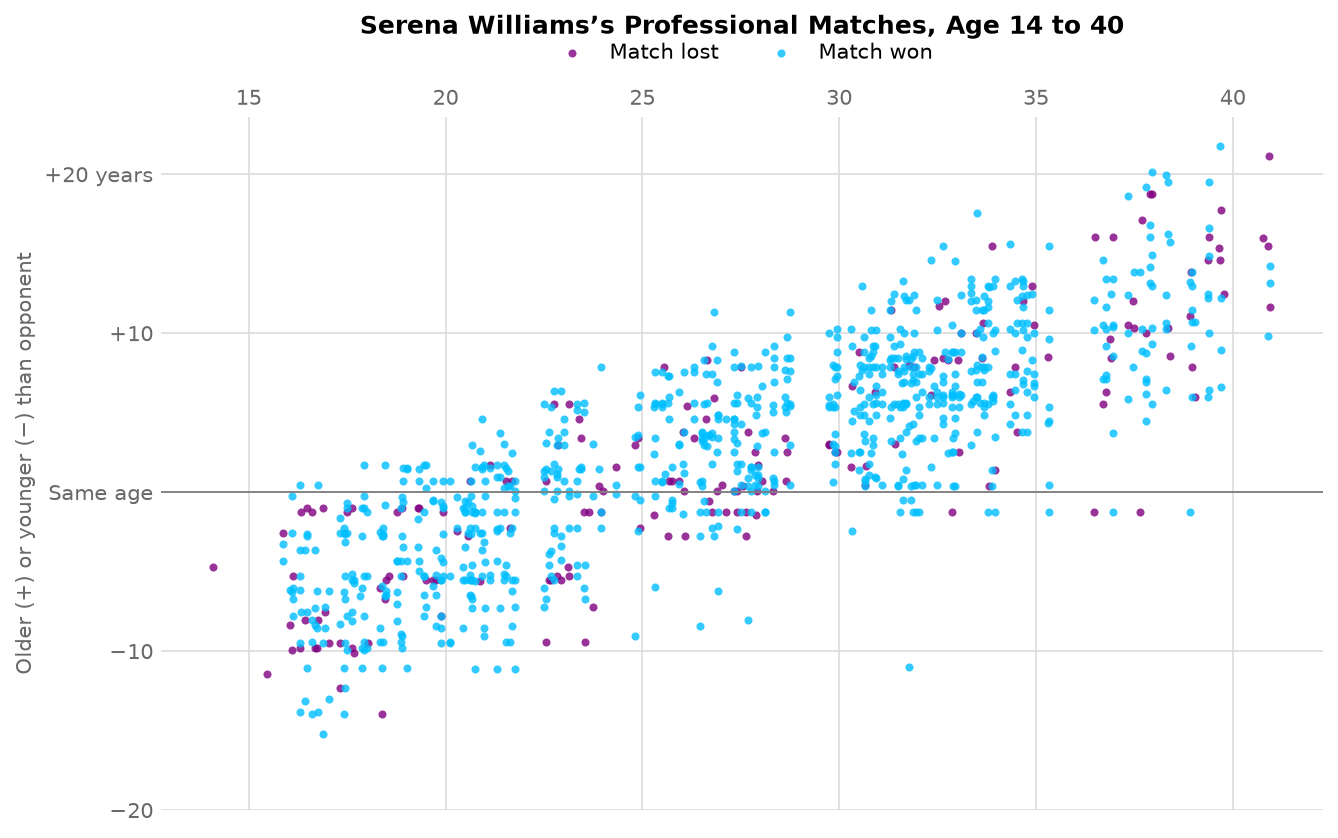 Serena Williams’s Professional Matches, Age 14 to 40
Match lost
Match won
15
20
25
30
35
40
+20 years
+10
Same age
−10
−20
Older (+) or younger (−) than opponent